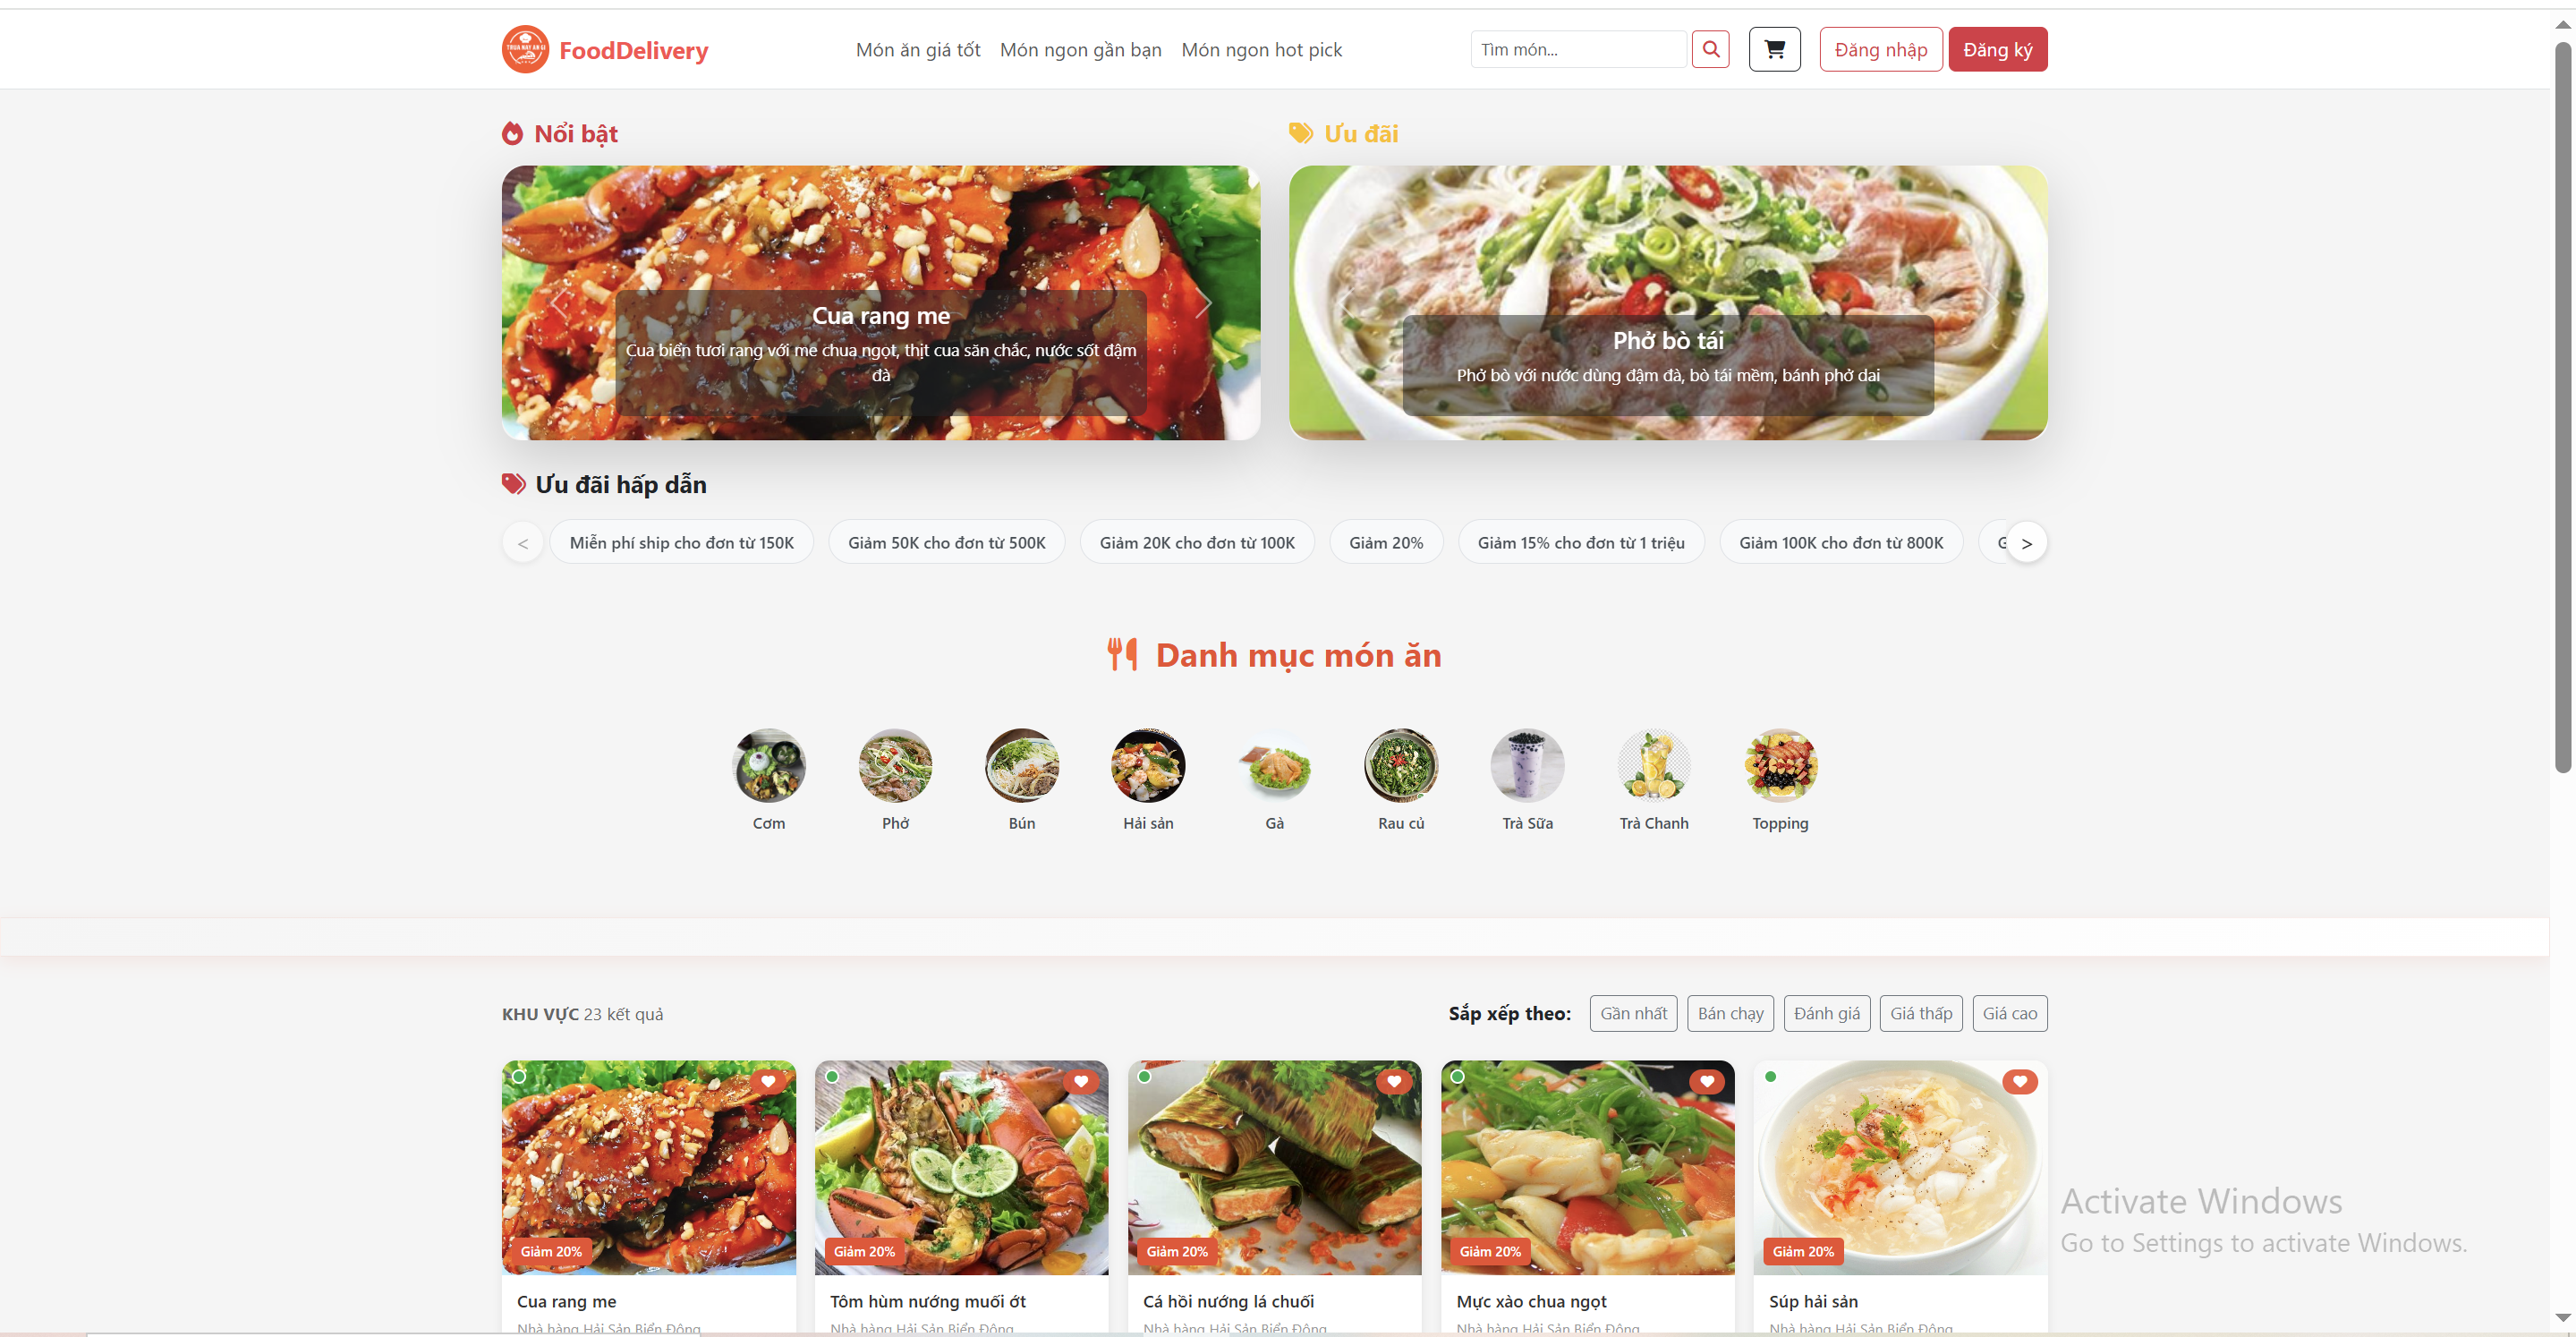 TRƯA NAY ĂN GÌ
FoodDelivery
Món ăn giá tốt
Món ngon gần bạn
Món ngon hot pick
Tìm món...
Đăng nhập
Đăng ký
Nổi bật
Ưu đãi
Cua rang me
Cua biển tươi rang với me chua ngọt, thịt cua săn chắc, nước sốt đậm
đà
Phở bò tái
Phở bò với nước dùng đậm đà, bò tái mềm, bánh phở dai
Ưu đãi hấp dẫn
<
Miễn phí ship cho đơn từ 150K
Giảm 50K cho đơn từ 500K
Giảm 20K cho đơn từ 100K
Giảm 20%
Giảm 15% cho đơn từ 1 triệu
Giảm 100K cho đơn từ 800K
>
Danh mục món ăn
Cơm
Phở
Bún
Hải sản
Gà
Rau củ
Trà Sữa
Trà Chanh
Topping
KHU VỰC 23 kết quả
Sắp xếp theo:
Gần nhất
Bán chạy
Đánh giá
Giá thấp
Giá cao
Giảm 20%
Giảm 20%
Giảm 20%
Giảm 20%
Giảm 20%
Cua rang me
Tôm hùm nướng muối ớt
Cá hồi nướng lá chuối
Mực xào chua ngọt
Súp hải sản
Nhà hàng Hải Sản Biển Đông
Nhà hàng Hải Sản Biển Đông
Nhà hàng Hải Sản Biển Đông
Nhà hàng Hải Sản Biển Đông
Nhà hàng Hải Sản Biển Đông
Activate Windows
Go to Settings to activate Windows.